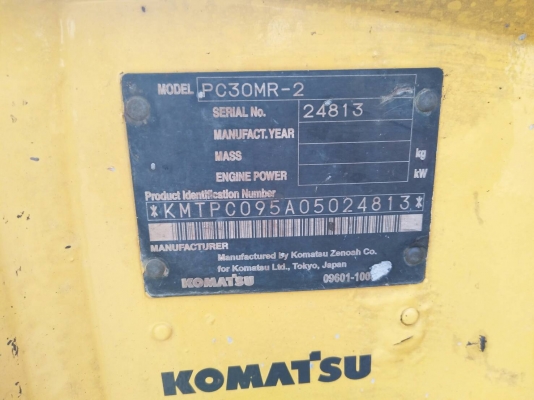 MODEL PC30MR-2
SERIAL No. 24813
MANUFACT.YEAR
MASS kg
ENGINE POWER kW
Product Identification Number
*KMTPC095A05024813*
MANUFACTURER
Manufactured by Komatsu Zenoah Co.
for Komatsu Ltd., Tokyo, Japan
KOMATSU
KOMATSU